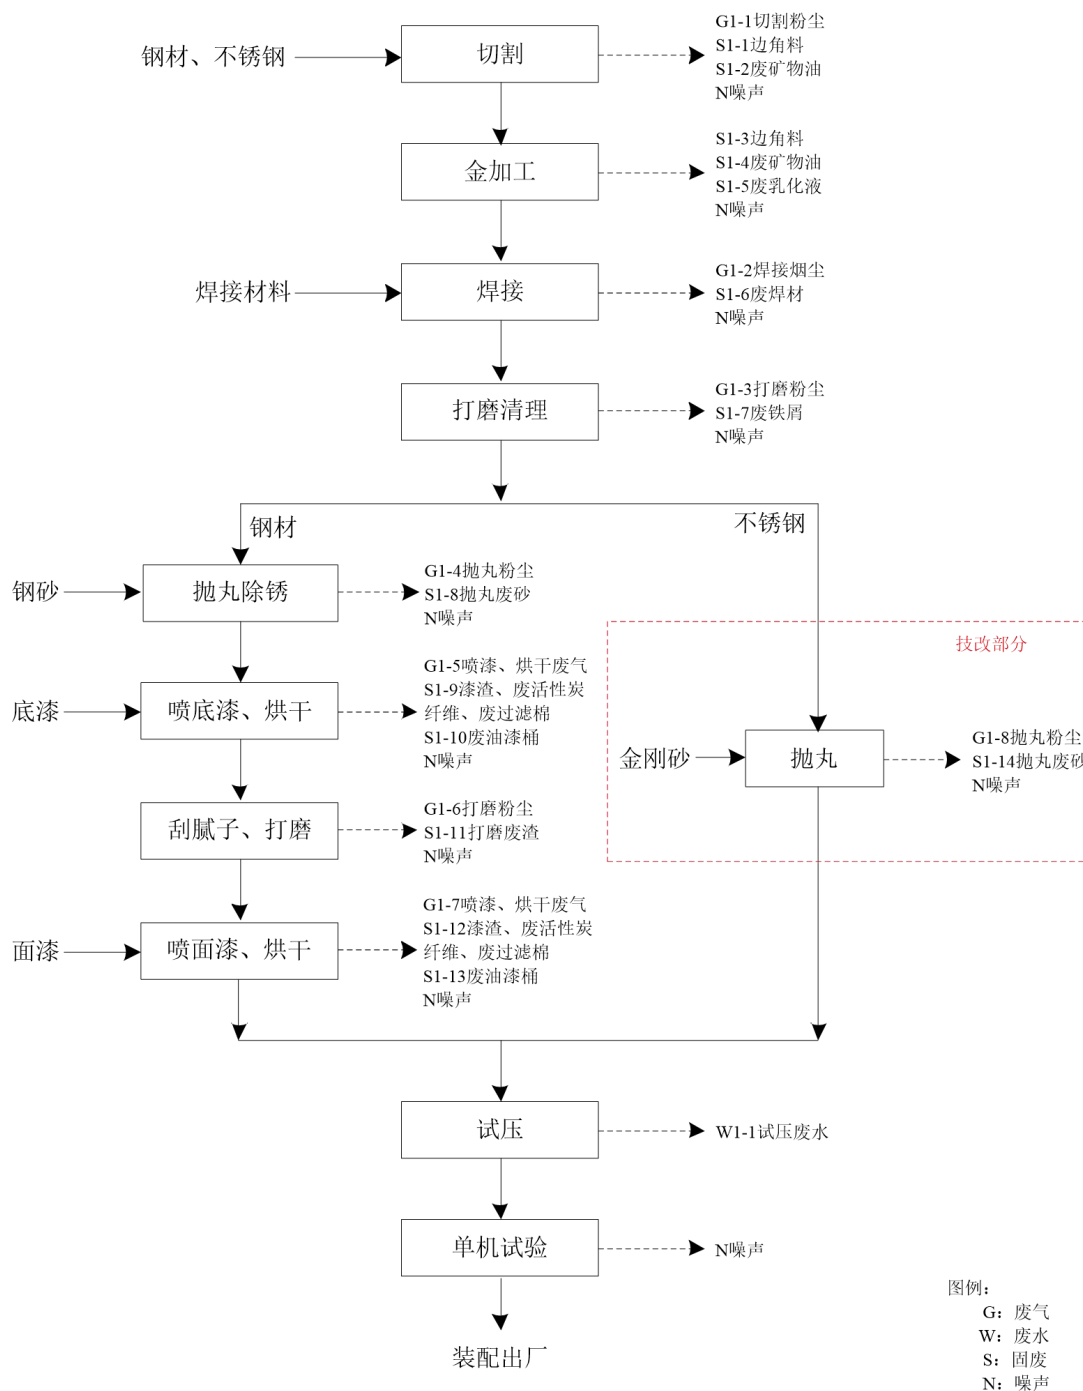 钢材、不锈钢
切割
G1-1切割粉尘
S1-1边角料
S1-2废矿物油
N噪声
金加工
S1-3边角料
S1-4废矿物油
S1-5废乳化液
N噪声
焊接材料
焊接
G1-2焊接烟尘
S1-6废焊材
N噪声
打磨清理
G1-3打磨粉尘
S1-7废铁屑
N噪声
钢材
不锈钢
钢砂
抛丸除锈
G1-4抛丸粉尘
S1-8抛丸废砂
N噪声
底漆
喷底漆、烘干
G1-5喷漆、烘干废气
S1-9漆渣、废活性炭
纤维、废过滤棉
S1-10废油漆桶
N噪声
技改部分
金刚砂
抛丸
G1-8抛丸粉尘
S1-14抛丸废砂
N噪声
刮腻子、打磨
G1-6打磨粉尘
S1-11打磨废渣
N噪声
面漆
喷面漆、烘干
G1-7喷漆、烘干废气
S1-12漆渣、废活性炭
纤维、废过滤棉
S1-13废油漆桶
N噪声
试压
W1-1试压废水
单机试验
N噪声
装配出厂
图例：
G：废气
W：废水
S：固废
N：噪声